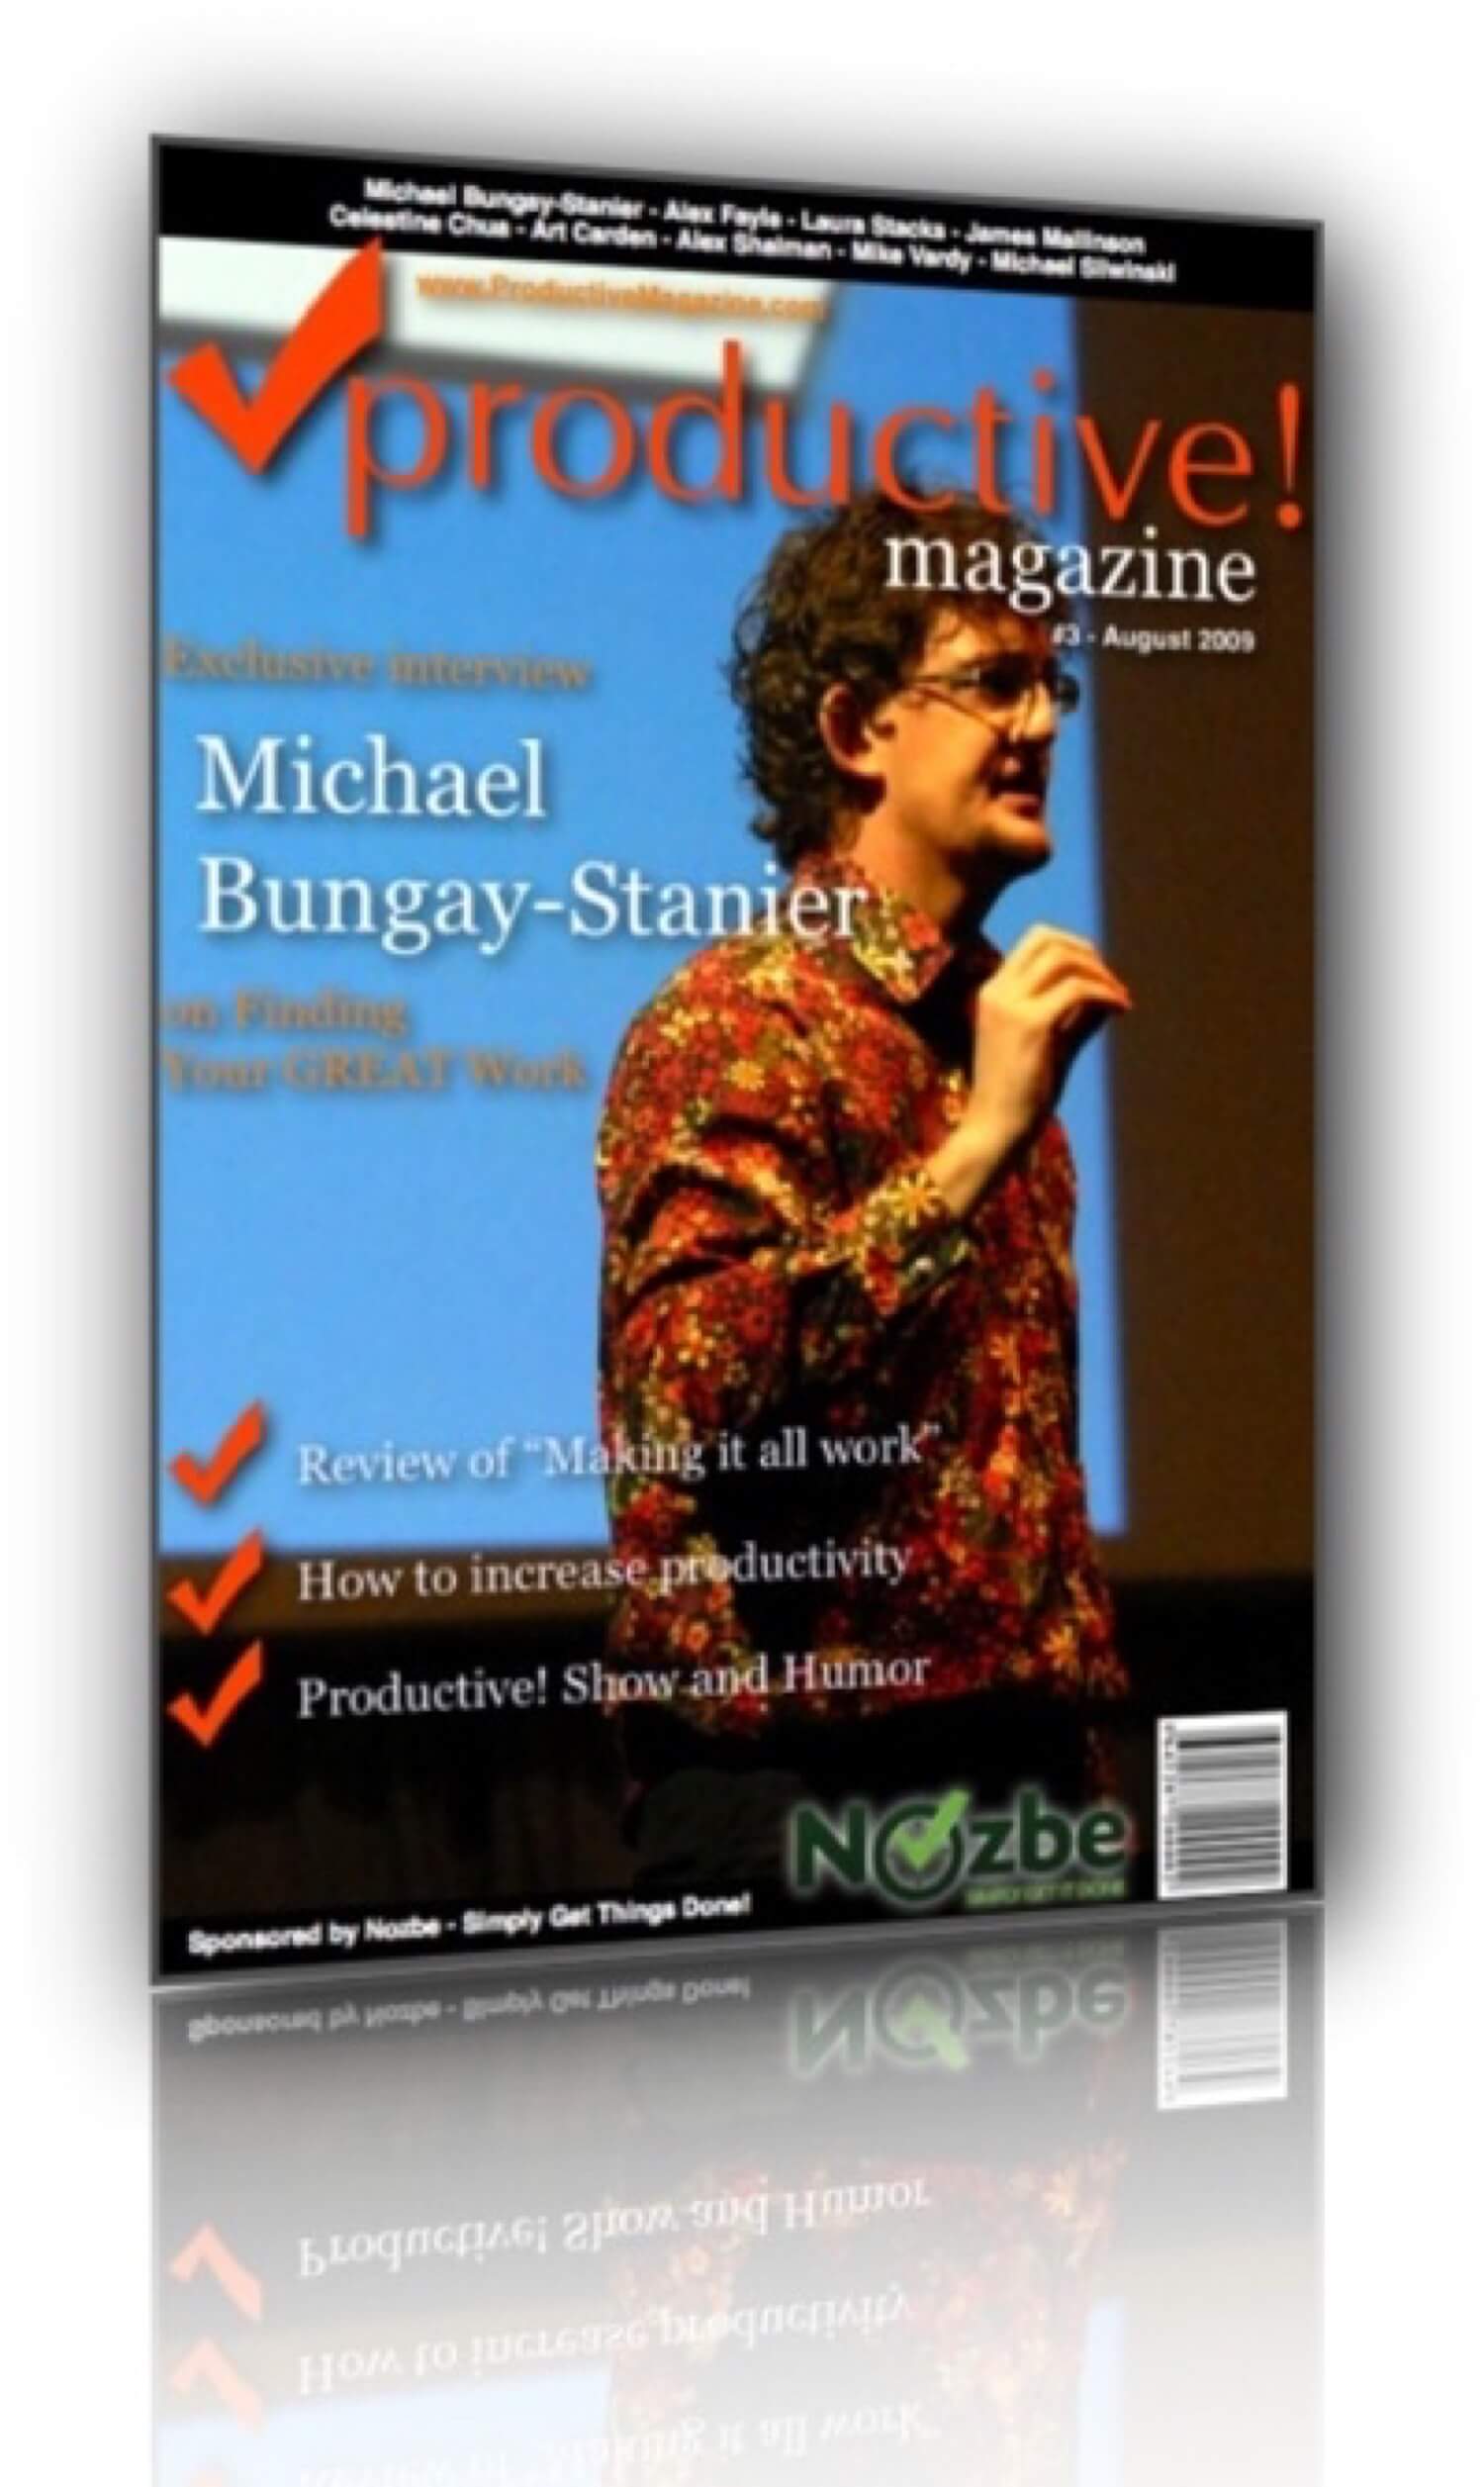 Michael Bungay-Stanier - Alex Fayle - Laura Stacks - James Mallinson
Celestine Chua - Art Carden - Alex Shalman - Mike Vardy - Michael Sliwinski
www.ProductiveMagazine.com
productive!
magazine
#3 - August 2009
Exclusive interview
Michael
Bungay-Stanier
on Finding
Your GREAT Work
Review of “Making it all work”
How to increase productivity
Productive! Show and Humor
NOzbe
Sponsored by Nozbe - Simply Get Things Done!